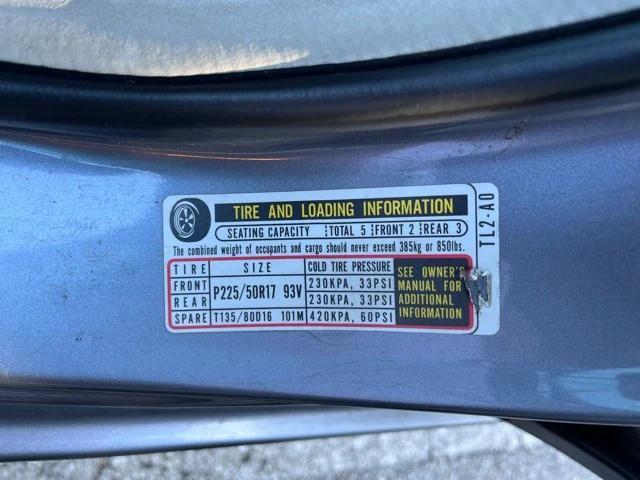 TIRE AND LOADING INFORMATION
SEATING CAPACITY TOTAL 5 FRONT 2 REAR 3
The combined weight of occupants and cargo should never exceed 385kg or 850lbs.
TIRE SIZE COLD TIRE PRESSURE
FRONT P225/50R17 93V 230KPA, 33PSI
REAR 230KPA, 33PSI
SPARE T135/80D16 101M 420KPA, 60PSI
SEE OWNER'S
MANUAL FOR
ADDITIONAL
INFORMATION
TL2-A0